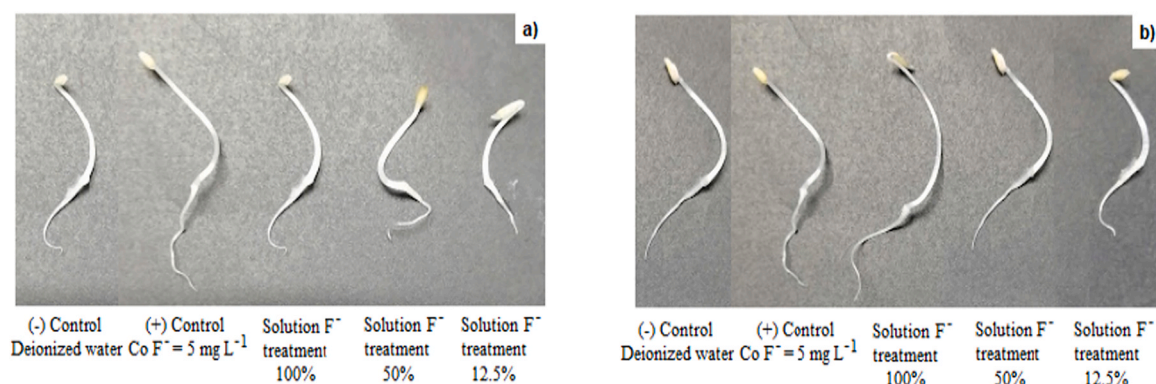 a)
(-) Control
Deionized water
(+) Control
Co F⁻ = 5 mg L⁻¹
Solution F⁻
treatment
100%
Solution F⁻
treatment
50%
Solution F⁻
treatment
12.5%
b)
(-) Control
Deionized water
(+) Control
Co F⁻ = 5 mg L⁻¹
Solution F⁻
treatment
100%
Solution F⁻
treatment
50%
Solution F⁻
treatment
12.5%